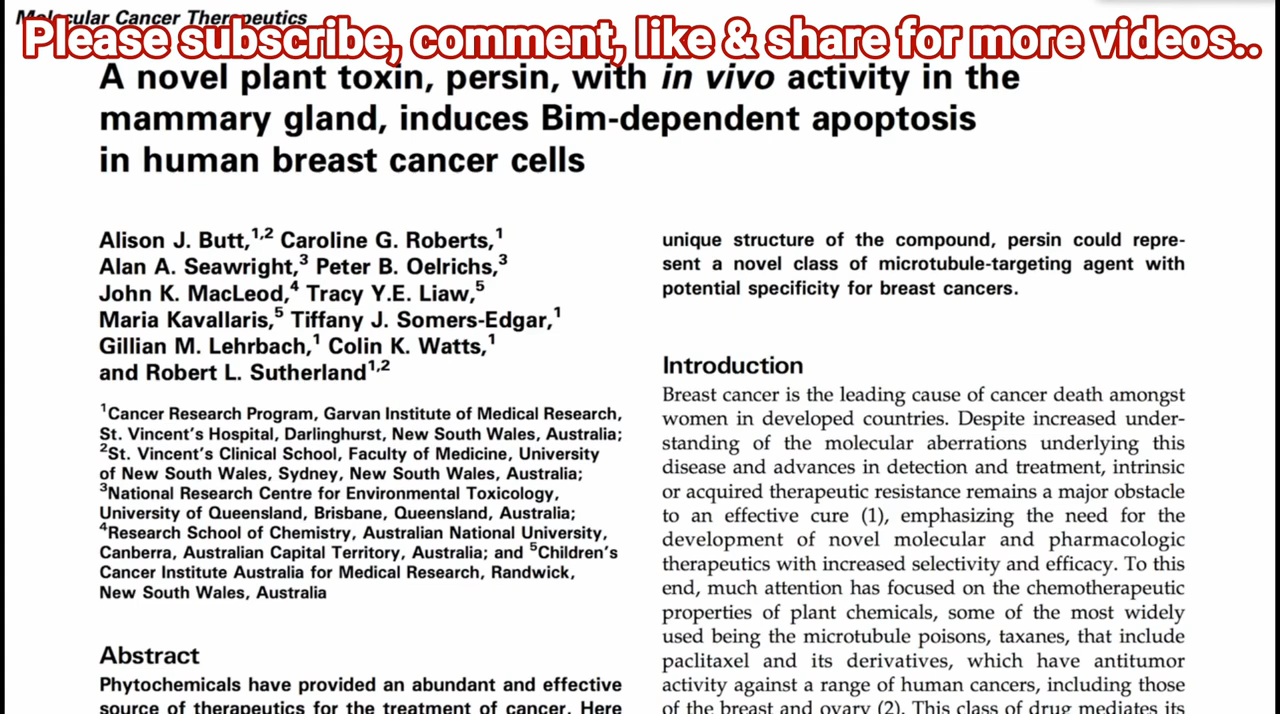 Molecular Cancer Therapeutics
Please subscribe, comment, like & share for more videos..
A novel plant toxin, persin, with in vivo activity in the
mammary gland, induces Bim-dependent apoptosis
in human breast cancer cells
Alison J. Butt,1,2 Caroline G. Roberts,1
Alan A. Seawright,3 Peter B. Oelrichs,3
John K. MacLeod,4 Tracy Y.E. Liaw,5
Maria Kavallaris,5 Tiffany J. Somers-Edgar,1
Gillian M. Lehrbach,1 Colin K. Watts,1
and Robert L. Sutherland1,2
1Cancer Research Program, Garvan Institute of Medical Research,
St. Vincent's Hospital, Darlinghurst, New South Wales, Australia;
2St. Vincent's Clinical School, Faculty of Medicine, University
of New South Wales, Sydney, New South Wales, Australia;
3National Research Centre for Environmental Toxicology,
University of Queensland, Brisbane, Queensland, Australia;
4Research School of Chemistry, Australian National University,
Canberra, Australian Capital Territory, Australia; and 5Children's
Cancer Institute Australia for Medical Research, Randwick,
New South Wales, Australia
Abstract
Phytochemicals have provided an abundant and effective
source of therapeutics for the treatment of cancer. Here
unique structure of the compound, persin could repre-
sent a novel class of microtubule-targeting agent with
potential specificity for breast cancers.
Introduction
Breast cancer is the leading cause of cancer death amongst
women in developed countries. Despite increased under-
standing of the molecular aberrations underlying this
disease and advances in detection and treatment, intrinsic
or acquired therapeutic resistance remains a major obstacle
to an effective cure (1), emphasizing the need for the
development of novel molecular and pharmacologic
therapeutics with increased selectivity and efficacy. To this
end, much attention has focused on the chemotherapeutic
properties of plant chemicals, some of the most widely
used being the microtubule poisons, taxanes, that include
paclitaxel and its derivatives, which have antitumor
activity against a range of human cancers, including those
of the breast and ovary (2). This class of drug mediates its